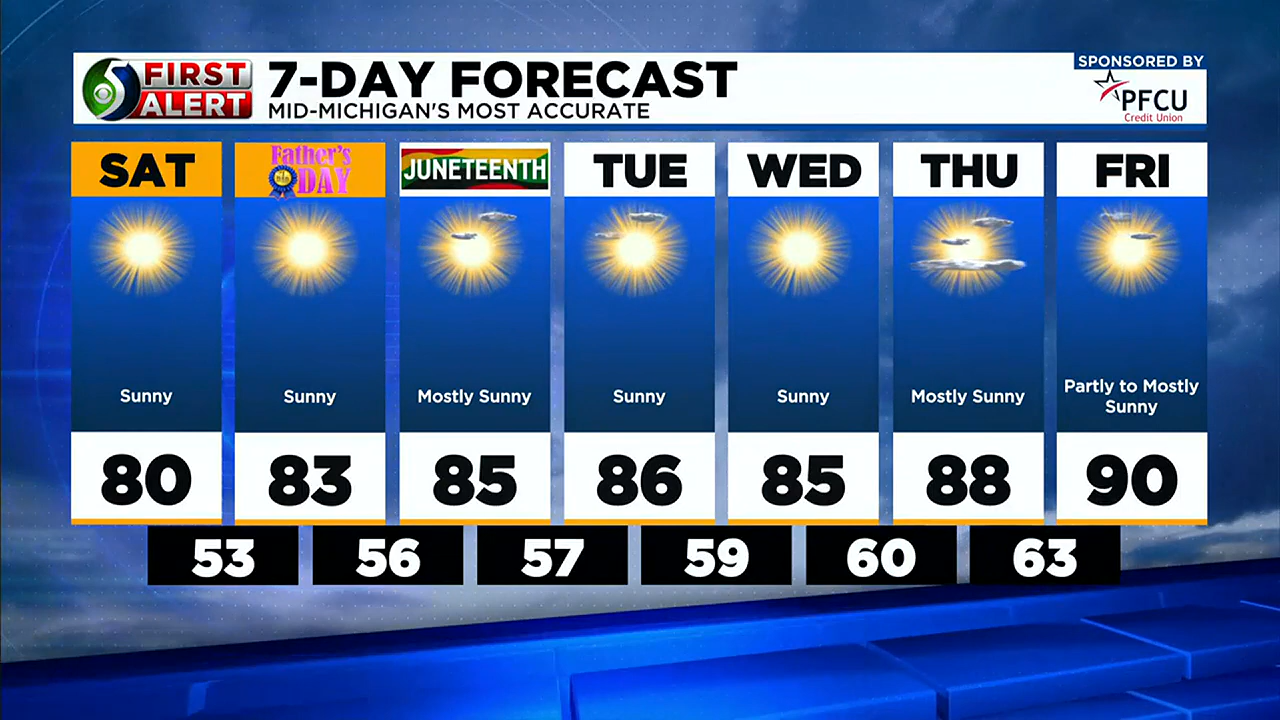 6 FIRST ALERT
7-DAY FORECAST
MID-MICHIGAN'S MOST ACCURATE
SPONSORED BY
PFCU
Credit Union
SAT
Father's
DAY
JUNETEENTH
TUE
WED
THU
FRI
Sunny
Sunny
Mostly Sunny
Sunny
Sunny
Mostly Sunny
Partly to Mostly
Sunny
80
83
85
86
85
88
90
53
56
57
59
60
63